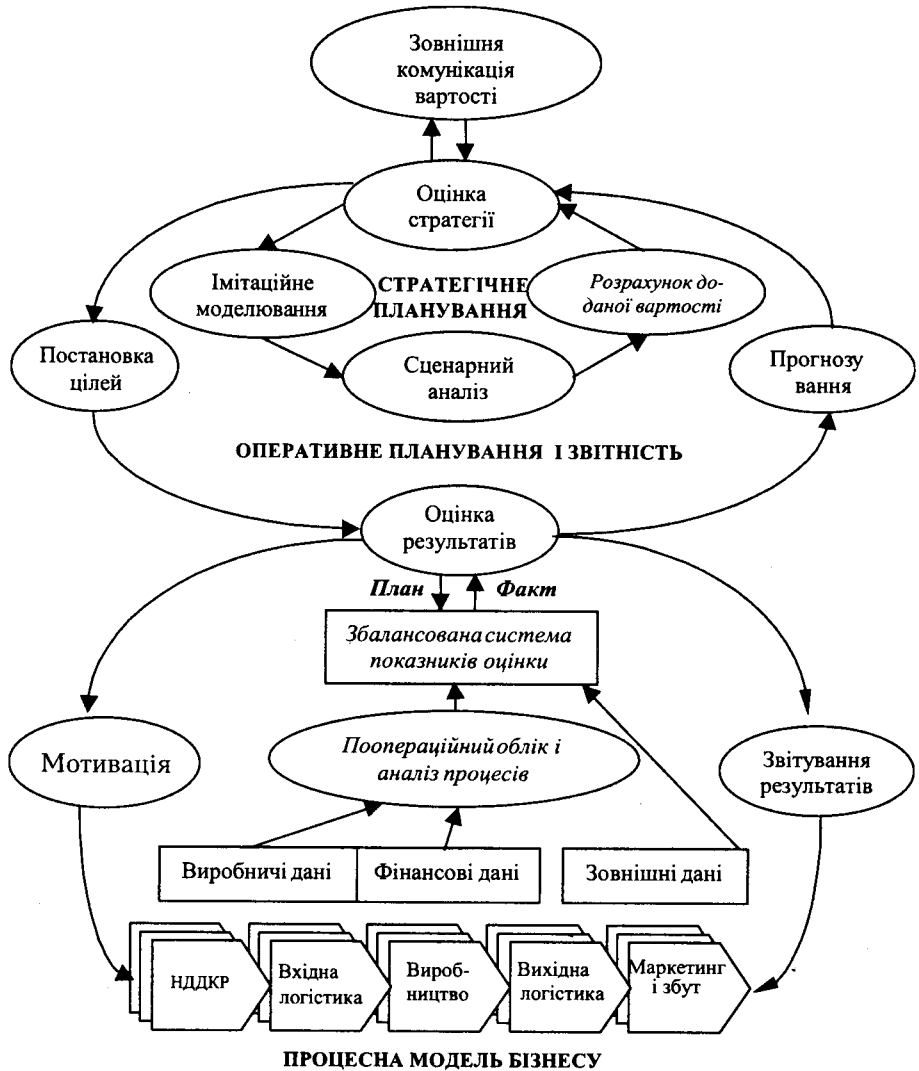 Зовнішня
комунікація
вартості
Оцінка
стратегії
Імітаційне
моделювання
СТРАТЕГІЧНЕ
ПЛАНУВАННЯ
Розрахунок до-
даної вартості
Постановка
цілей
Сценарний
аналіз
Прогнозу
вання
ОПЕРАТИВНЕ ПЛАНУВАННЯ І ЗВІТНІСТЬ
Оцінка
результатів
План
Факт
Збалансована система
показників оцінки
Мотивація
Поопераційний облік і
аналіз процесів
Звітування
результатів
Виробничі дані
Фінансові дані
Зовнішні дані
НДДКР
Вхідна
логістика
Вироб-
ництво
Вихідна
логістика
Маркетинг
і збут
ПРОЦЕСНА МОДЕЛЬ БІЗНЕСУ